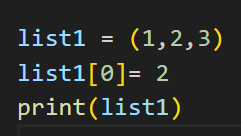 list1 = (1,2,3)
list1[0]= 2
print(list1)